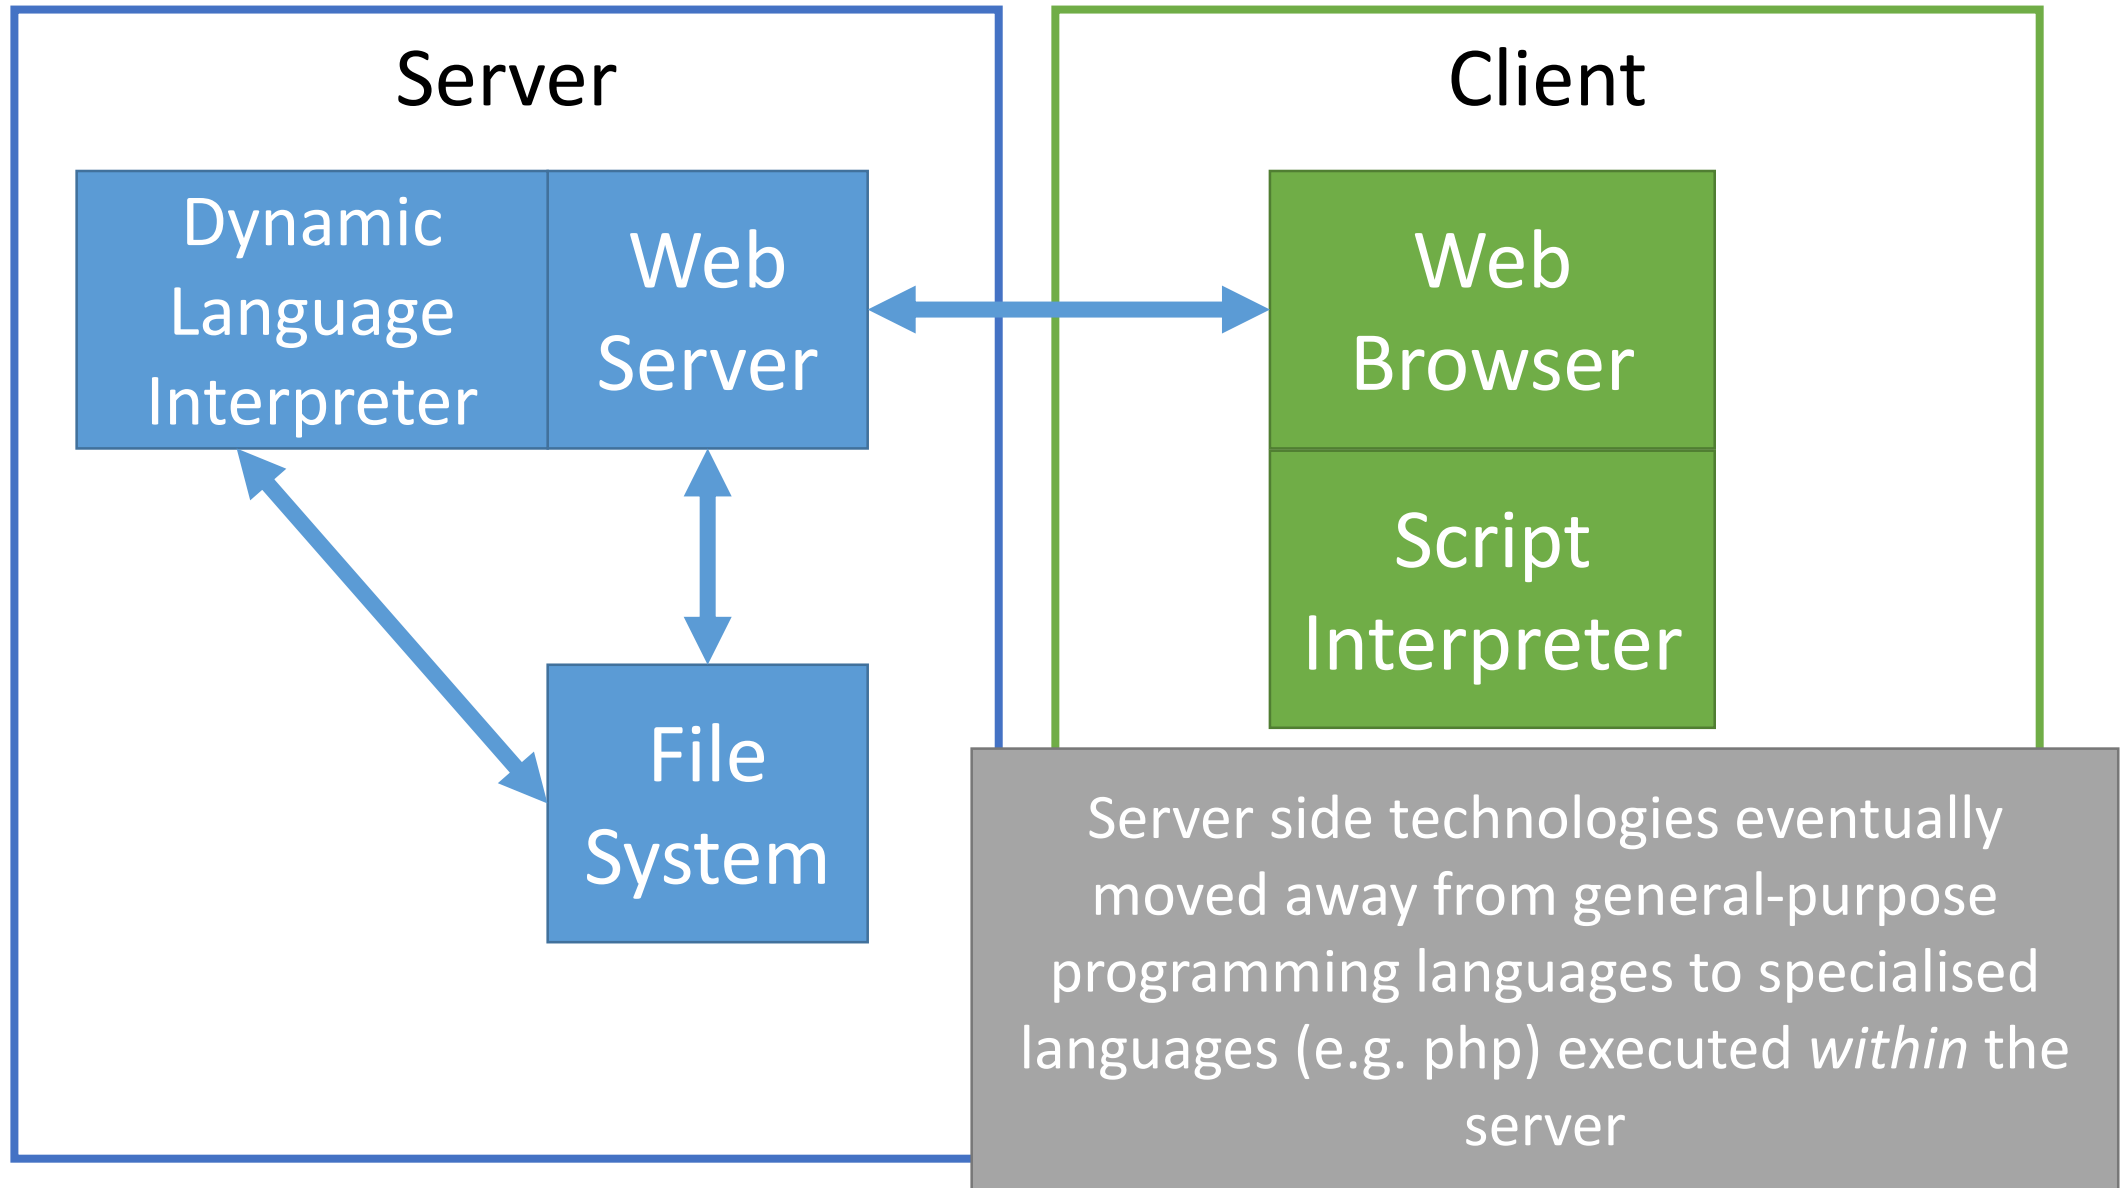 Server
Dynamic
Language
Interpreter
Web
Server
File
System
Client
Web
Browser
Script
Interpreter
Server side technologies eventually
moved away from general-purpose
programming languages to specialised
languages (e.g. php) executed within the
server